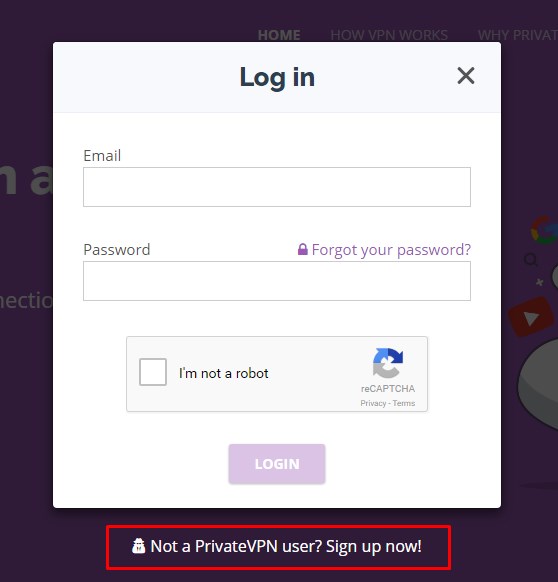 HOME HOW VPN WORKS WHY PRIVAT
Log in
n a
Email
Password Forgot your password?
nectio
I'm not a robot
reCAPTCHA
Privacy - Terms
LOGIN
Not a PrivateVPN user? Sign up now!